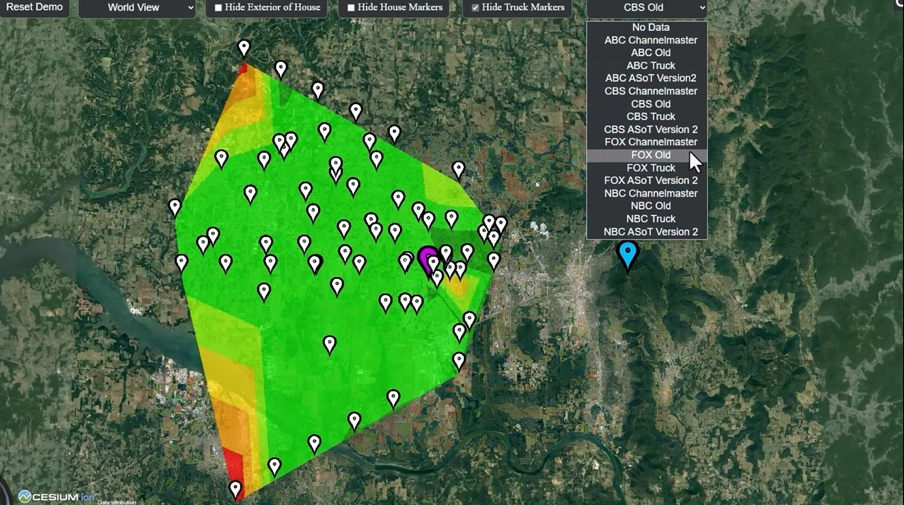 Reset Demo
World View
Hide Exterior of House
Hide House Markers
Hide Truck Markers
CBS Old
No Data
ABC Channelmaster
ABC Old
ABC Truck
ABC ASoT Version2
CBS Channelmaster
CBS Old
CBS Truck
CBS ASoT Version 2
FOX Channelmaster
FOX Old
FOX Truck
FOX ASoT Version 2
NBC Channelmaster
NBC Old
NBC Truck
NBC ASoT Version 2
CESIUM ion
Data attribution